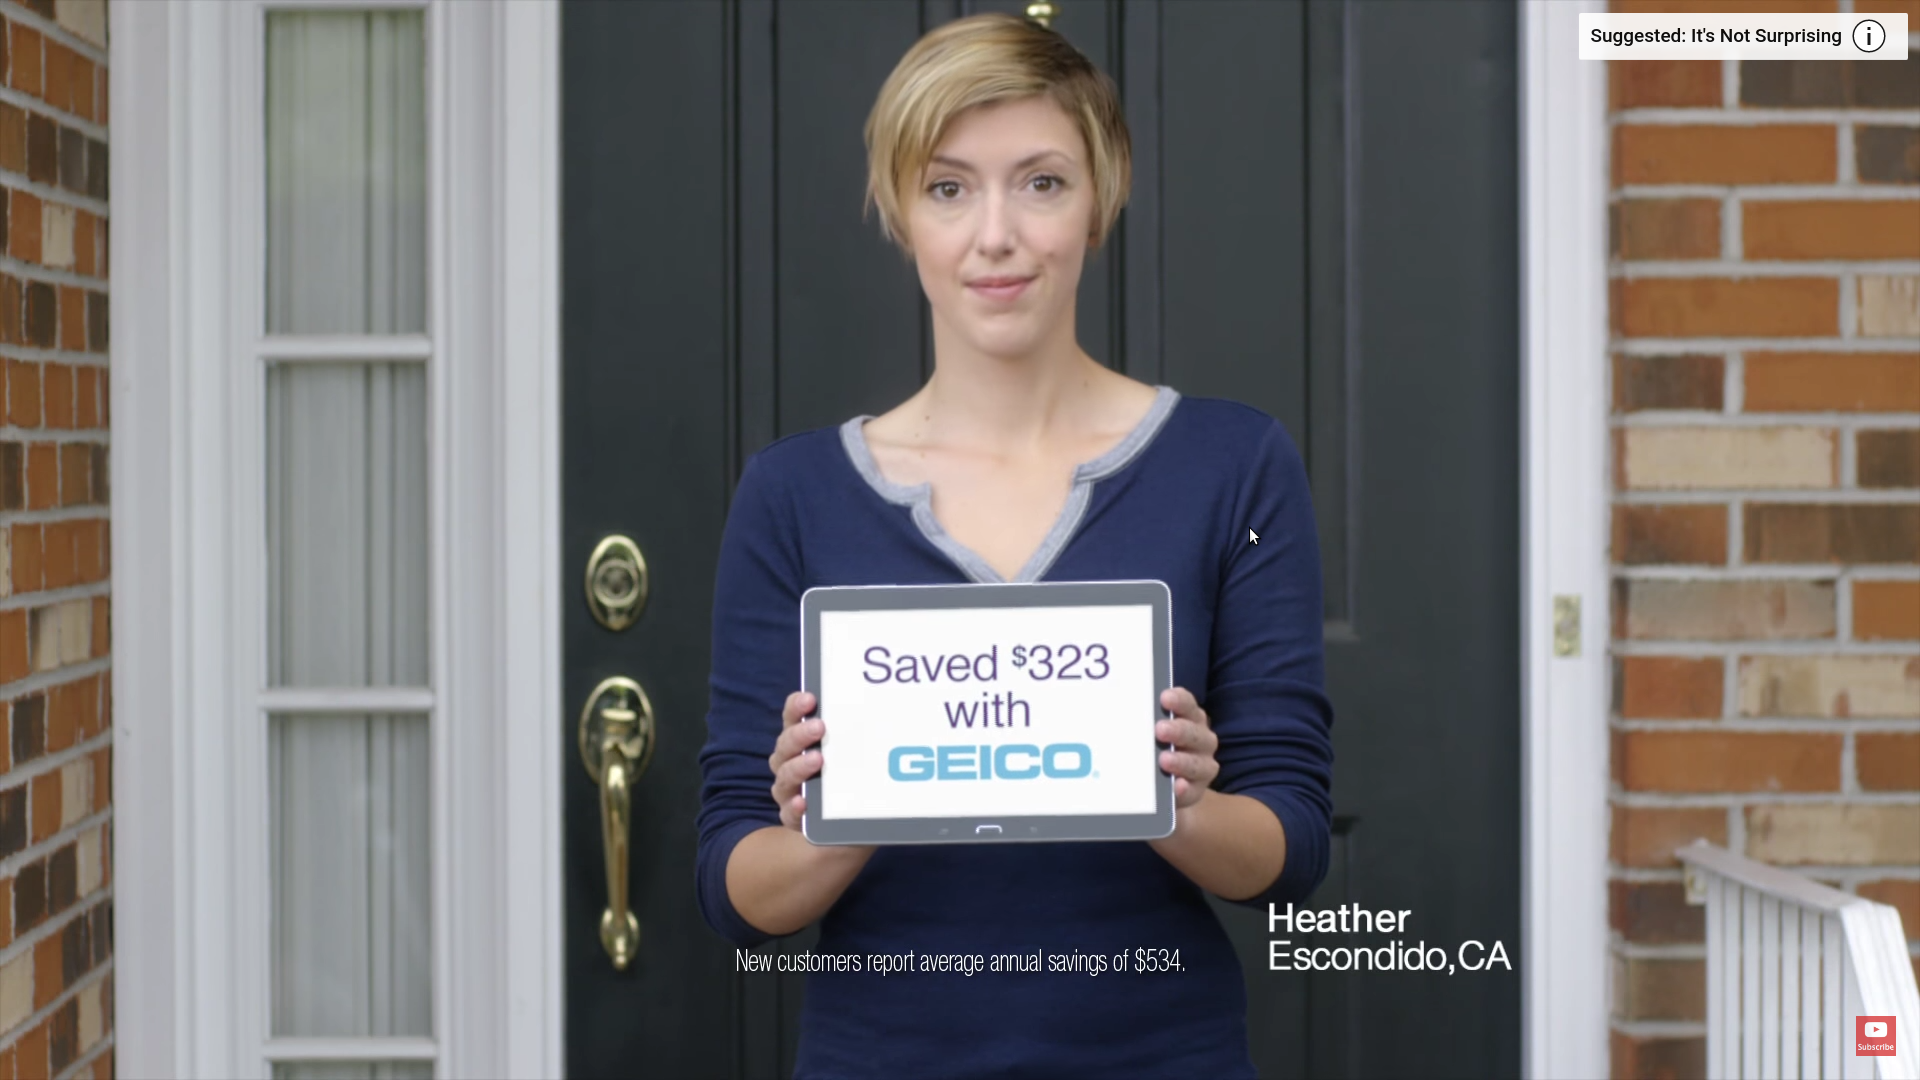 Suggested: It's Not Surprising
Saved $323
with
GEICO
Heather
Escondido, CA
New customers report average annual savings of $534.
Subscribe